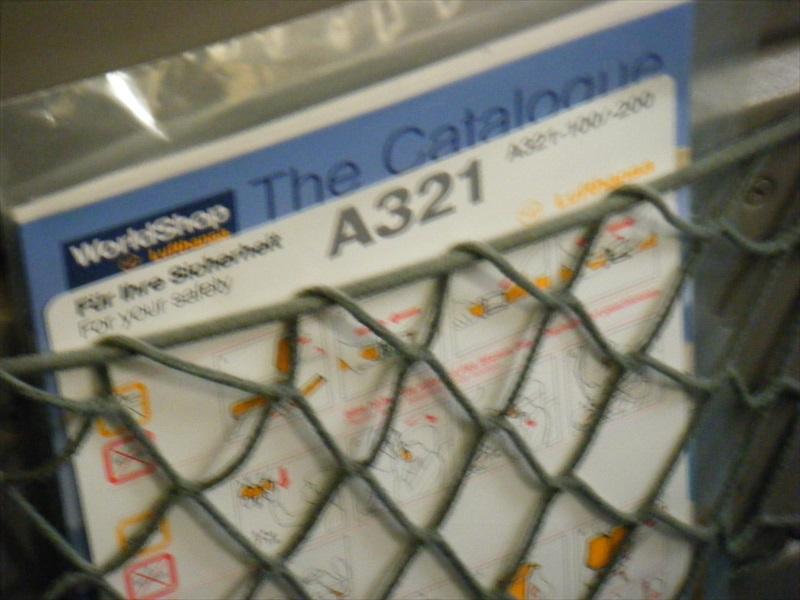 The Catalogue
WorldShop
Lufthansa
A321
A321-100/-200
Lufthansa
Für Ihre Sicherheit
For your safety